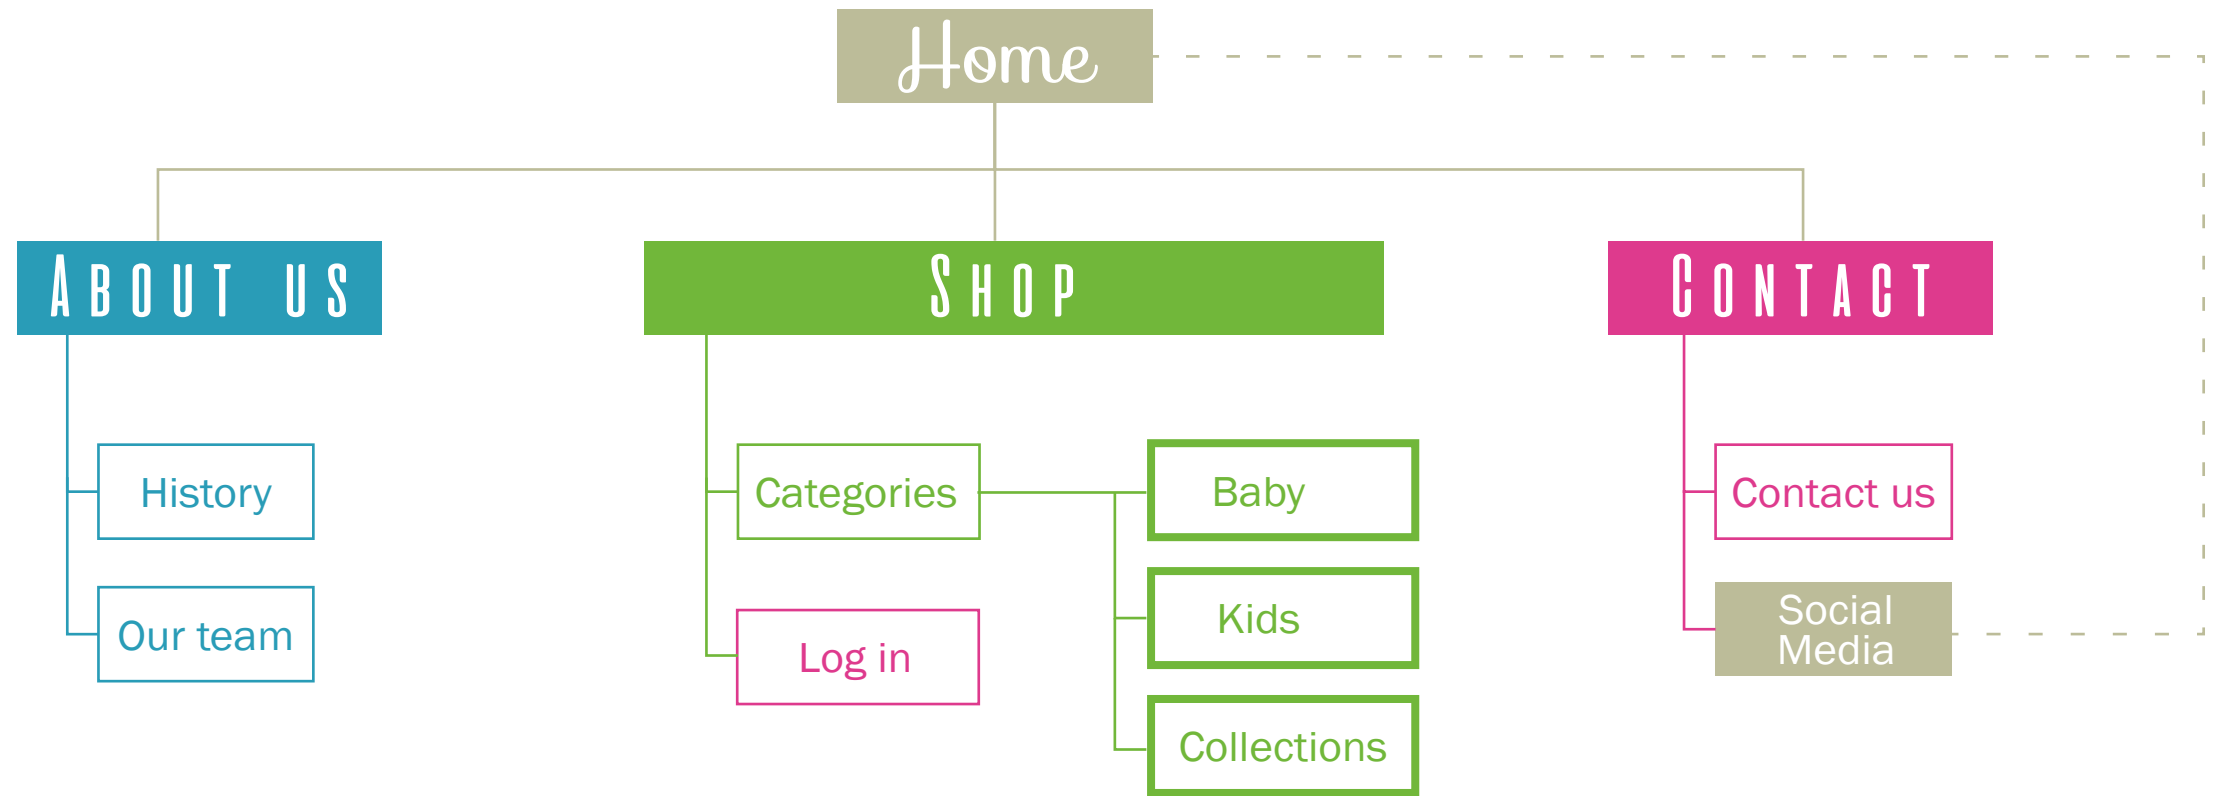 Home
About us
Shop
Contact
History
Our team
Categories
Log in
Baby
Kids
Collections
Contact us
Social
Media